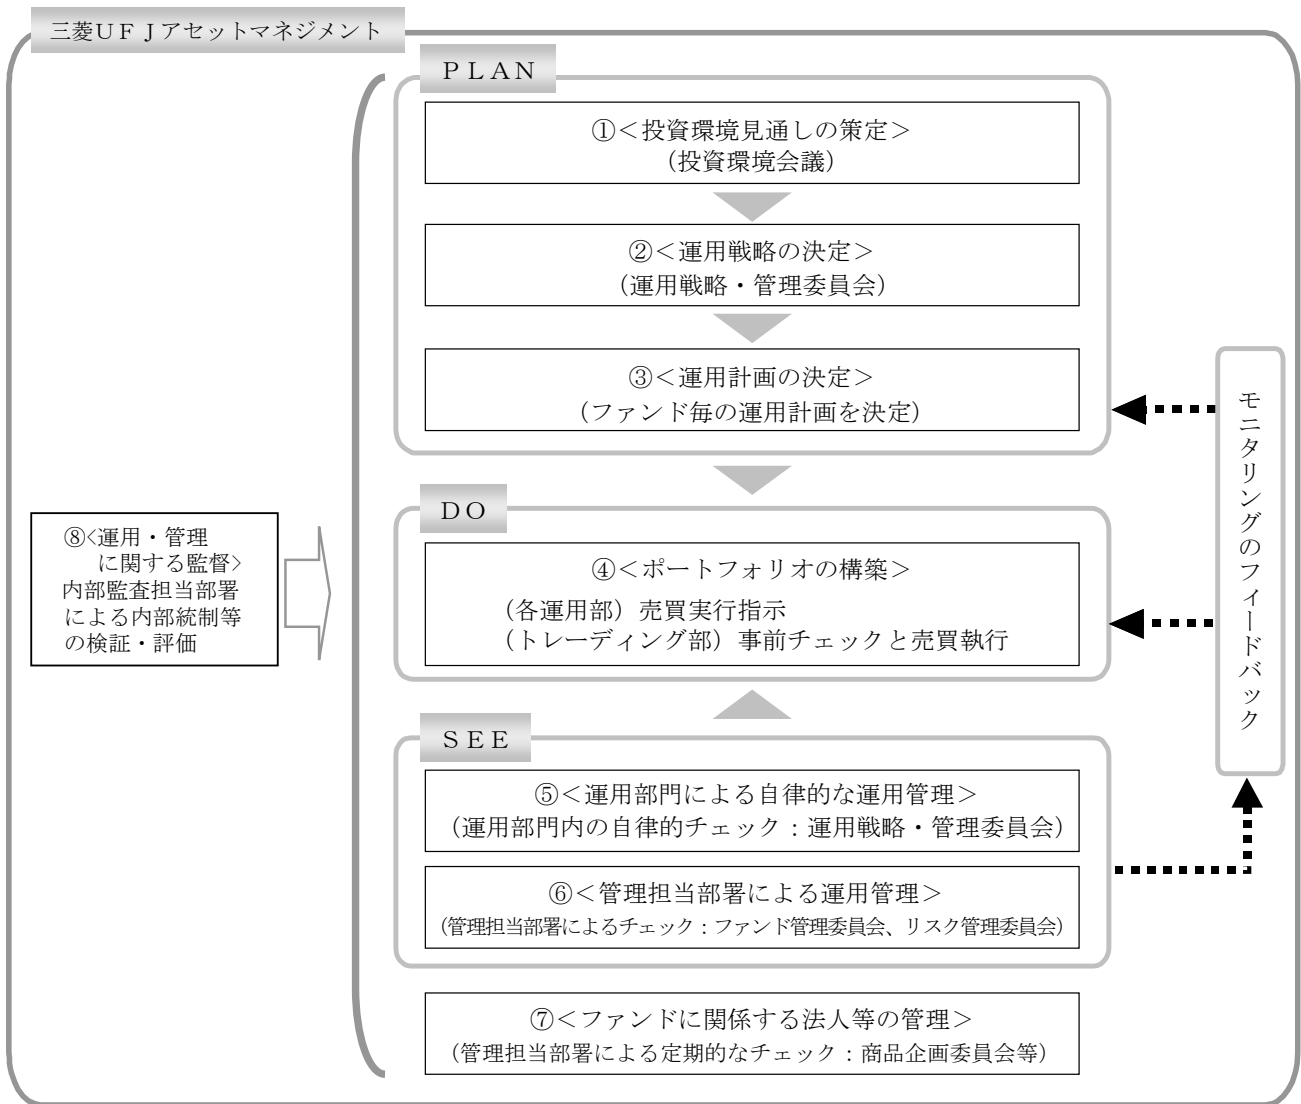 三菱UFJアセットマネジメント
PLAN
①＜投資環境見通しの策定＞
（投資環境会議）
②＜運用戦略の決定＞
（運用戦略・管理委員会）
③＜運用計画の決定＞
（ファンド毎の運用計画を決定）
DO
④＜ポートフォリオの構築＞
（各運用部）売買実行指示
（トレーディング部）事前チェックと売買執行
SEE
⑤＜運用部門による自律的な運用管理＞
（運用部門内の自律的チェック：運用戦略・管理委員会）
⑥＜管理担当部署による運用管理＞
（管理担当部署によるチェック：ファンド管理委員会、リスク管理委員会）
⑦＜ファンドに関係する法人等の管理＞
（管理担当部署による定期的なチェック：商品企画委員会等）
⑧<運用・管理
に関する監督>
内部監査担当部署
による内部統制等
の検証・評価
モニタリングのフィードバック